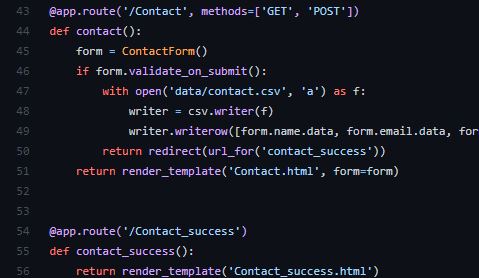 43 @app.route('/Contact', methods=['GET', 'POST'])
44 def contact():
45     form = ContactForm()
46     if form.validate_on_submit():
47         with open('data/contact.csv', 'a') as f:
48             writer = csv.writer(f)
49             writer.writerow([form.name.data, form.email.data, for
50         return redirect(url_for('contact_success'))
51     return render_template('Contact.html', form=form)
52
53
54 @app.route('/Contact_success')
55 def contact_success():
56     return render_template('Contact_success.html')